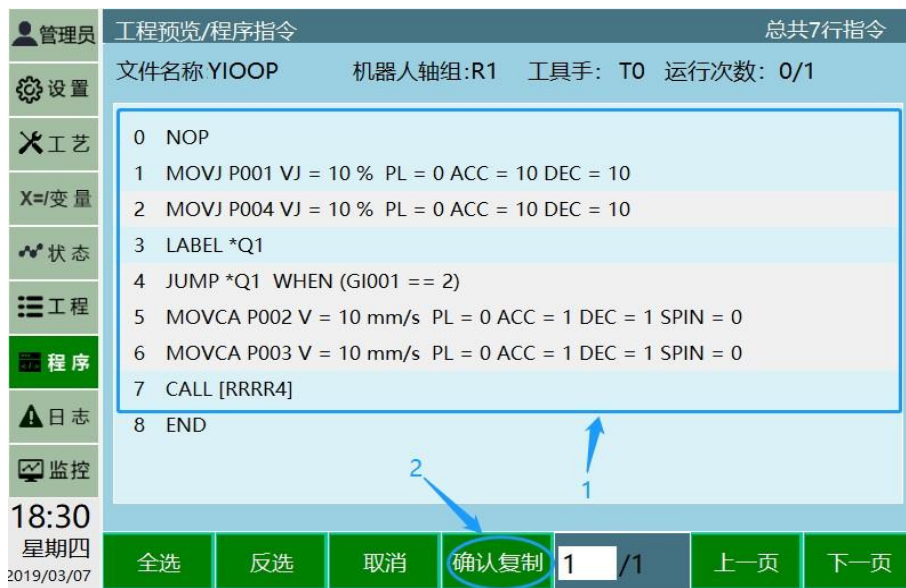 管理员
工程预览/程序指令 总共7行指令
设置
文件名称:YIOOP 机器人轴组:R1 工具手: T0 运行次数: 0/1
工艺
X=/变量
状态
工程
程序
日志
监控
0 NOP
1 MOVJ P001 VJ = 10 % PL = 0 ACC = 10 DEC = 10
2 MOVJ P004 VJ = 10 % PL = 0 ACC = 10 DEC = 10
3 LABEL *Q1
4 JUMP *Q1 WHEN (GI001 == 2)
5 MOVCA P002 V = 10 mm/s PL = 0 ACC = 1 DEC = 1 SPIN = 0
6 MOVCA P003 V = 10 mm/s PL = 0 ACC = 1 DEC = 1 SPIN = 0
7 CALL [RRRR4]
8 END
2
1
18:30
星期四
2019/03/07
全选 反选 取消 确认复制 1 /1 上一页 下一页